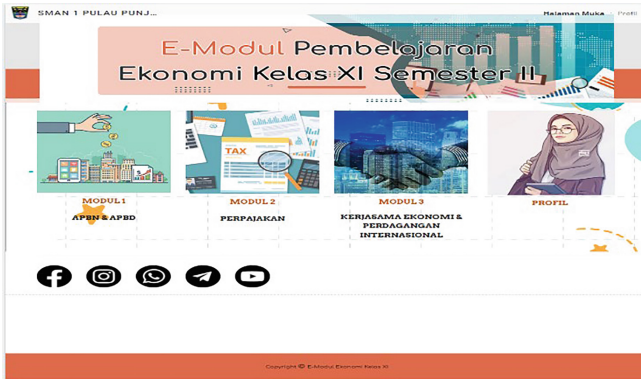 SMAN 1 PULAU PUNJ...
Halaman Muka
Profil
E-Modul Pembelajaran
Ekonomi Kelas XI Semester II
TAX
MODUL 1
APBN & APBD
MODUL 2
PERPAJAKAN
MODUL 3
KERJASAMA EKONOMI &
PERDAGANGAN
INTERNASIONAL
PROFIL
Copyright © E-Modul Ekonomi Kelas XI